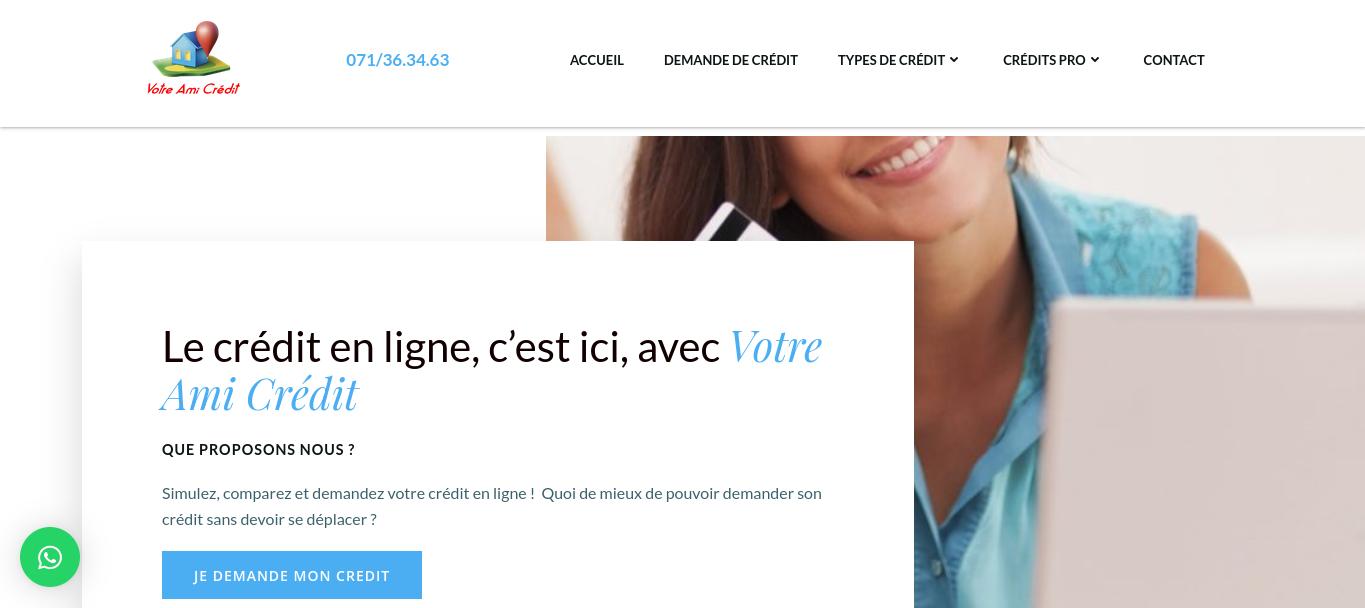 Votre Ami Crédit
071/36.34.63
ACCUEIL
DEMANDE DE CRÉDIT
TYPES DE CRÉDIT
CRÉDITS PRO
CONTACT
Le crédit en ligne, c’est ici, avec Votre
Ami Crédit
QUE PROPOSONS NOUS ?
Simulez, comparez et demandez votre crédit en ligne ! Quoi de mieux de pouvoir demander son
crédit sans devoir se déplacer ?
JE DEMANDE MON CREDIT